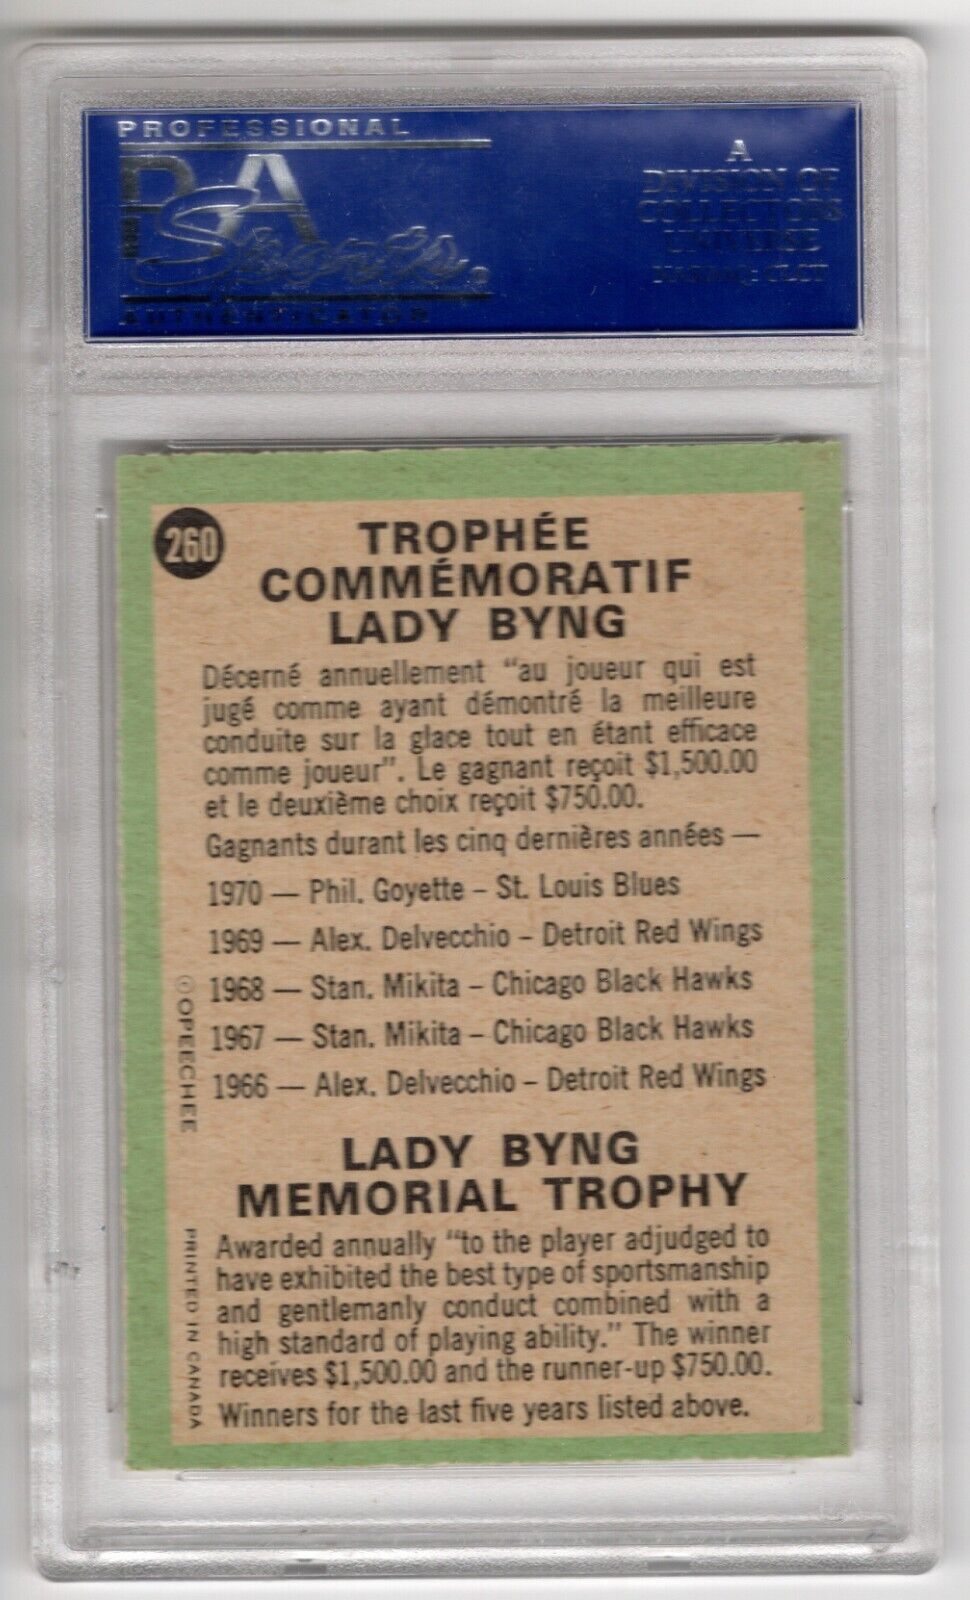 PROFESSIONAL
PSA
Sports
AUTHENTICATOR
A
DIVISION OF
COLLECTORS
UNIVERSE
NASDAQ: CLCT
260
TROPHÉE
COMMÉMORATIF
LADY BYNG
Décerné annuellement "au joueur qui est
jugé comme ayant démontré la meilleure
conduite sur la glace tout en étant efficace
comme joueur". Le gagnant reçoit $1,500.00
et le deuxième choix reçoit $750.00.
Gagnants durant les cinq dernières années —
1970 — Phil. Goyette – St. Louis Blues
1969 — Alex. Delvecchio – Detroit Red Wings
1968 — Stan. Mikita – Chicago Black Hawks
1967 — Stan. Mikita – Chicago Black Hawks
1966 — Alex. Delvecchio – Detroit Red Wings
LADY BYNG
MEMORIAL TROPHY
Awarded annually "to the player adjudged to
have exhibited the best type of sportsmanship
and gentlemanly conduct combined with a
high standard of playing ability." The winner
receives $1,500.00 and the runner-up $750.00.
Winners for the last five years listed above.
© OPEECHEE
PRINTED IN CANADA